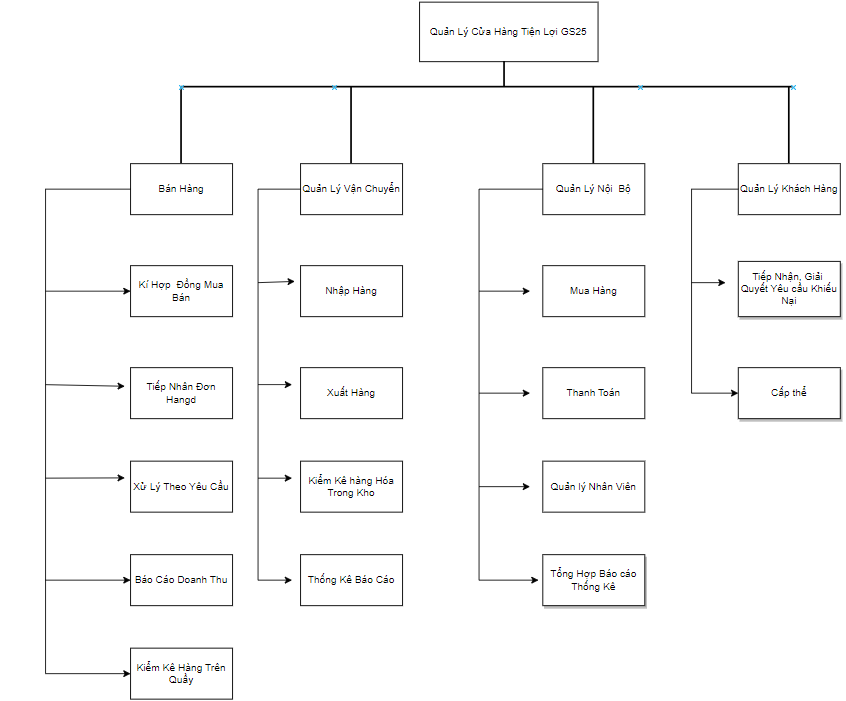 Quản Lý Cửa Hàng Tiện Lợi GS25
Bán Hàng
Quản Lý Vận Chuyển
Quản Lý Nội Bộ
Quản Lý Khách Hàng
Kí Hợp Đồng Mua
Bán
Nhập Hàng
Mua Hàng
Tiếp Nhận, Giải
Quyết Yêu cầu Khiếu
Nại
Tiếp Nhận Đơn
Hangd
Xuất Hàng
Thanh Toán
Cấp thể
Xử Lý Theo Yêu Cầu
Kiểm Kê hàng Hóa
Trong Kho
Quản lý Nhân Viên
Báo Cáo Doanh Thu
Thống Kê Báo Cáo
Tổng Hợp Báo cáo
Thống Kê
Kiểm Kê Hàng Trên
Quầy